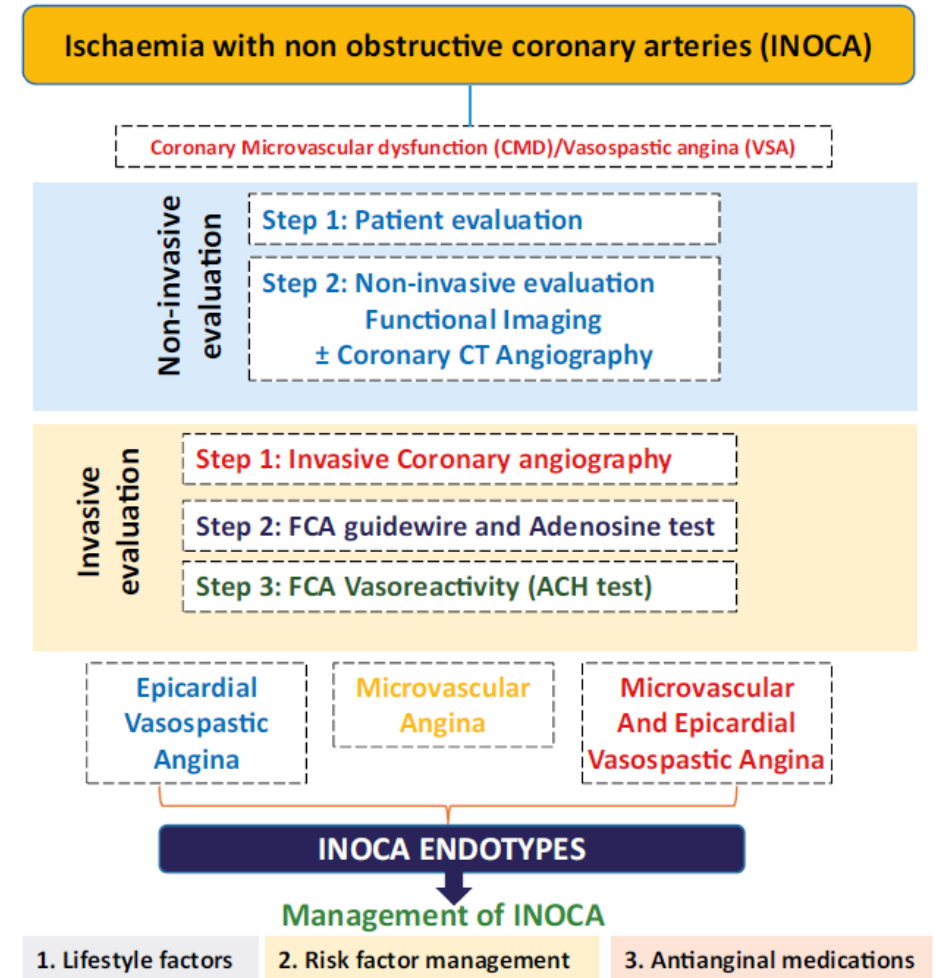 Ischaemia with non obstructive coronary arteries (INOCA)
Coronary Microvascular dysfunction (CMD)/Vasospastic angina (VSA)
Non-invasive
evaluation
Step 1: Patient evaluation
Step 2: Non-invasive evaluation
Functional Imaging
± Coronary CT Angiography
Invasive
evaluation
Step 1: Invasive Coronary angiography
Step 2: FCA guidewire and Adenosine test
Step 3: FCA Vasoreactivity (ACH test)
Epicardial
Vasospastic
Angina
Microvascular
Angina
Microvascular
And Epicardial
Vasospastic Angina
INOCA ENDOTYPES
Management of INOCA
1. Lifestyle factors
2. Risk factor management
3. Antianginal medications